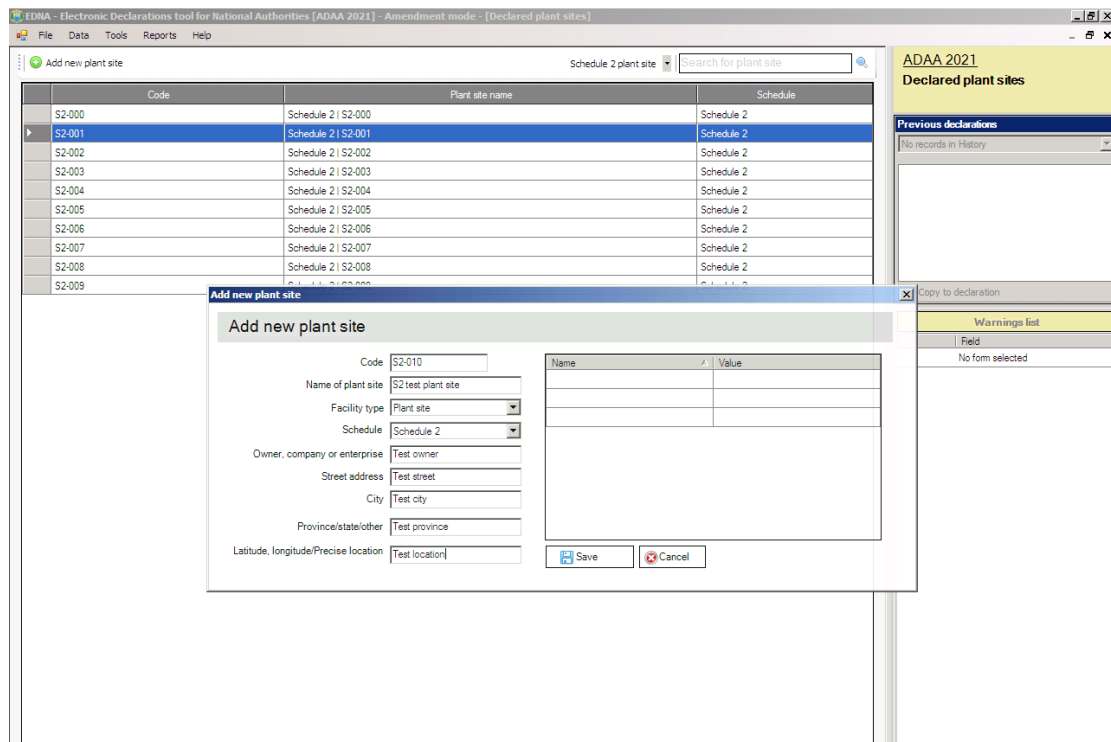 EDNA - Electronic Declarations tool for National Authorities [ADAA 2021] - Amendment mode - [Declared plant sites]
File Data Tools Reports Help
Add new plant site Schedule 2 plant site Search for plant site
Code Plant site name Schedule
S2-000 Schedule 2 | S2-000 Schedule 2
S2-001 Schedule 2 | S2-001 Schedule 2
S2-002 Schedule 2 | S2-002 Schedule 2
S2-003 Schedule 2 | S2-003 Schedule 2
S2-004 Schedule 2 | S2-004 Schedule 2
S2-005 Schedule 2 | S2-005 Schedule 2
S2-006 Schedule 2 | S2-006 Schedule 2
S2-007 Schedule 2 | S2-007 Schedule 2
S2-008 Schedule 2 | S2-008 Schedule 2
S2-009
ADAA 2021
Declared plant sites
Previous declarations
No records in History
Copy to declaration
Warnings list
Field
No form selected
Add new plant site
Add new plant site
Code S2-010
Name of plant site S2 test plant site
Facility type Plant site
Schedule Schedule 2
Owner, company or enterprise Test owner
Street address Test street
City Test city
Province/state/other Test province
Latitude, longitude/Precise location Test location
Name Value
Save Cancel